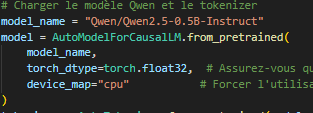 # Charger le modèle Qwen et le tokenizer
model_name = "Qwen/Qwen2.5-0.5B-Instruct"
model = AutoModelForCausalLM.from_pretrained(
    model_name,
    torch_dtype=torch.float32,  # Assurez-vous qu
    device_map="cpu"            # Forcer l'utilisa
)